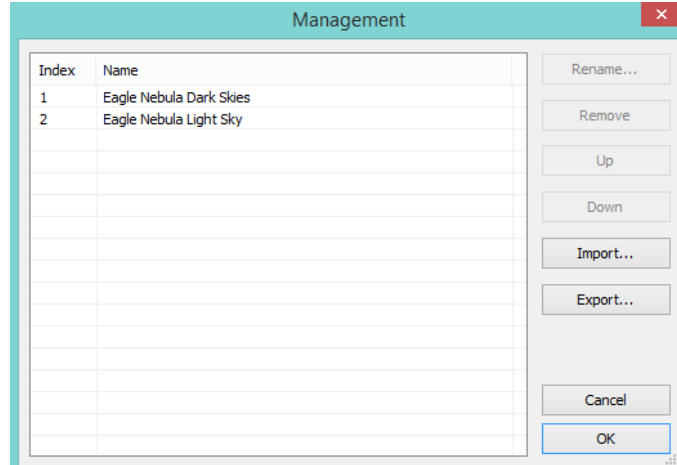 Management
Index Name
1 Eagle Nebula Dark Skies
2 Eagle Nebula Light Sky
Rename...
Remove
Up
Down
Import...
Export...
Cancel
OK